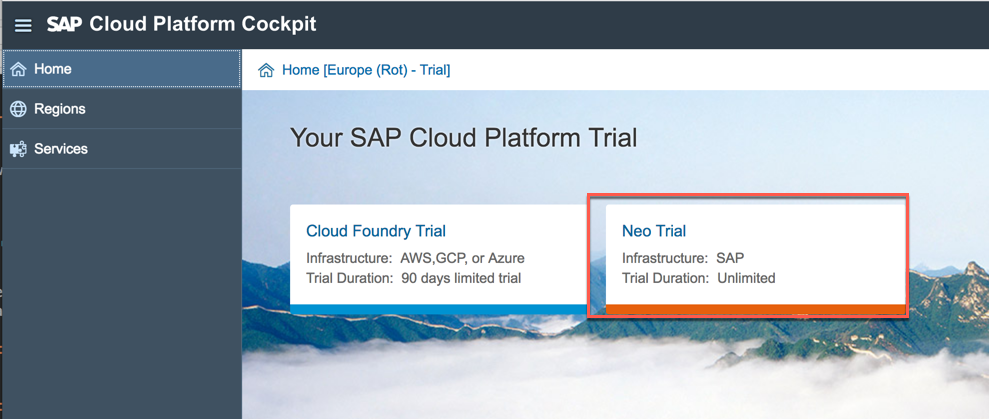 SAP Cloud Platform Cockpit
Home
Home [Europe (Rot) - Trial]
Regions
Services
Your SAP Cloud Platform Trial
Cloud Foundry Trial
Infrastructure: AWS,GCP, or Azure
Trial Duration: 90 days limited trial
Neo Trial
Infrastructure: SAP
Trial Duration: Unlimited